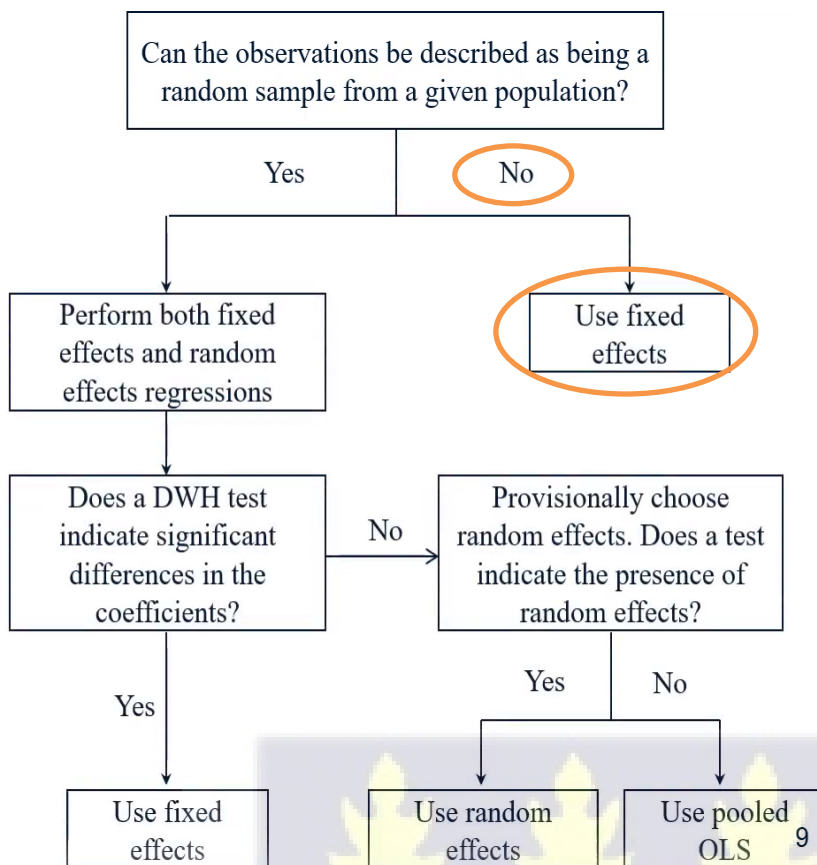 Can the observations be described as being a
random sample from a given population?
Yes
No
Perform both fixed
effects and random
effects regressions
Use fixed
effects
Does a DWH test
indicate significant
differences in the
coefficients?
No
Provisionally choose
random effects. Does a test
indicate the presence of
random effects?
Yes
Yes
No
Use fixed
effects
Use random
effects
Use pooled
OLS
9